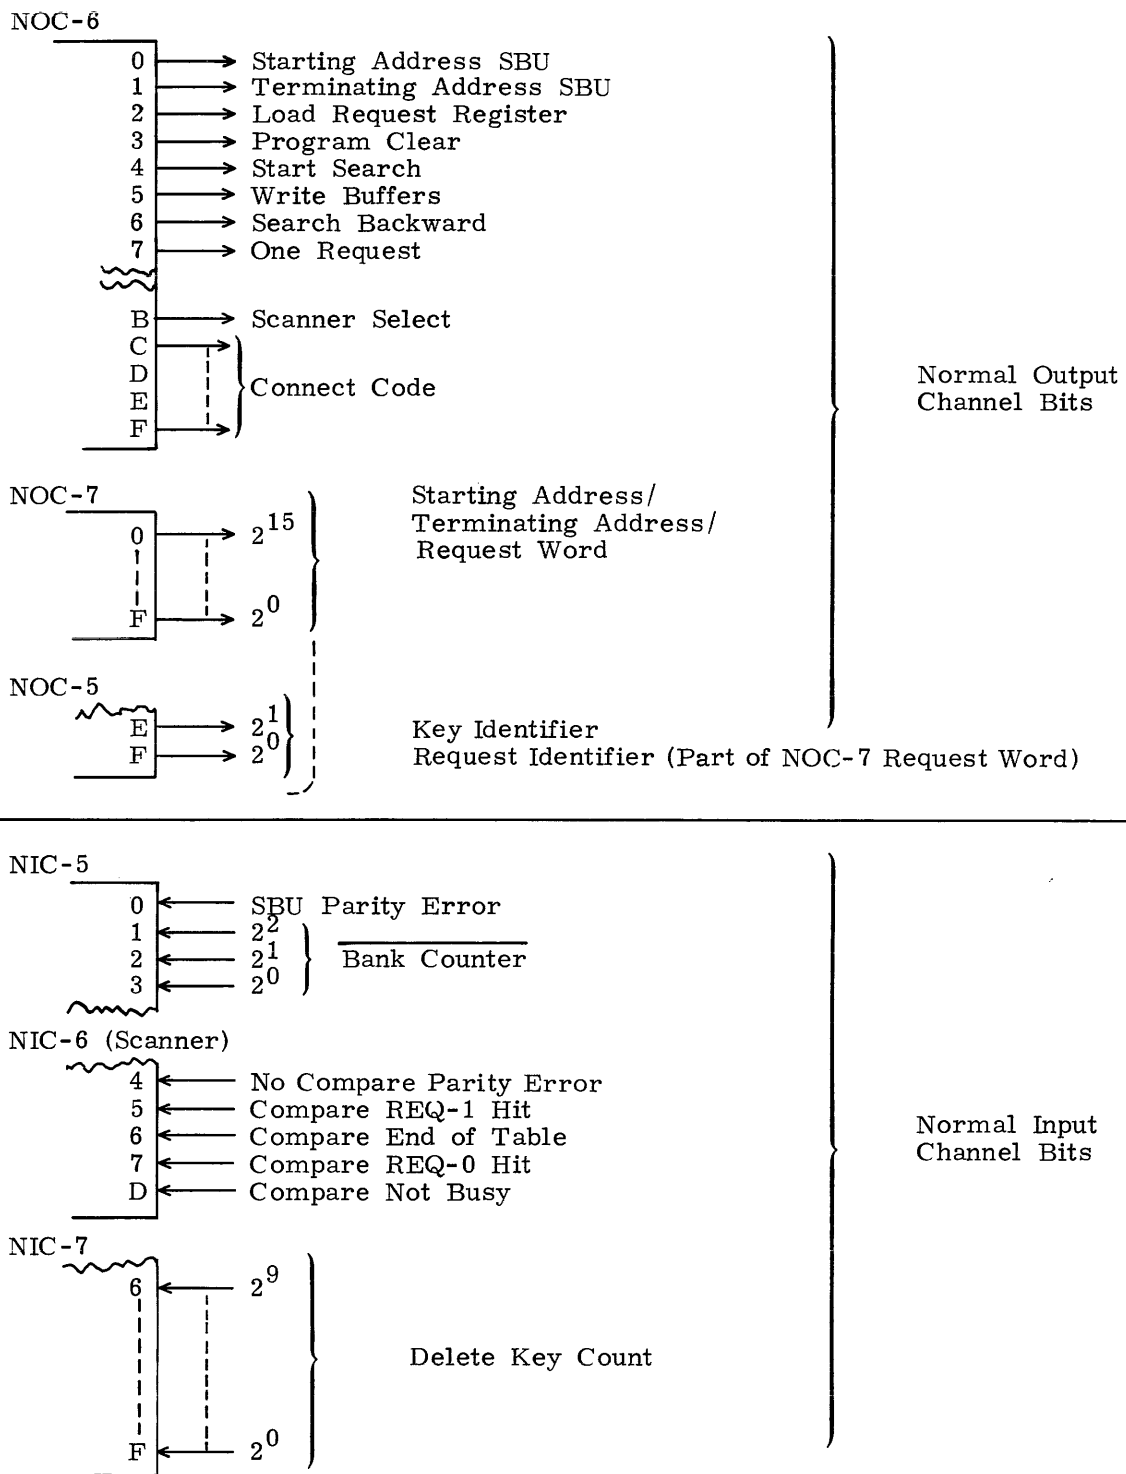 NOC-6
0 Starting Address SBU
1 Terminating Address SBU
2 Load Request Register
3 Program Clear
4 Start Search
5 Write Buffers
6 Search Backward
7 One Request
B Scanner Select
C
D
Connect Code
E
F
Normal Output
Channel Bits
NOC-7
0 2^15
F 2^0
Starting Address/
Terminating Address/
Request Word
NOC-5
E 2^1 Key Identifier
F 2^0 Request Identifier (Part of NOC-7 Request Word)
NIC-5
0 SBU Parity Error
1 2^2
2 2^1 Bank Counter
3 2^0
NIC-6 (Scanner)
4 No Compare Parity Error
5 Compare REQ-1 Hit
6 Compare End of Table
7 Compare REQ-0 Hit
D Compare Not Busy
Normal Input
Channel Bits
NIC-7
6 2^9
Delete Key Count
F 2^0